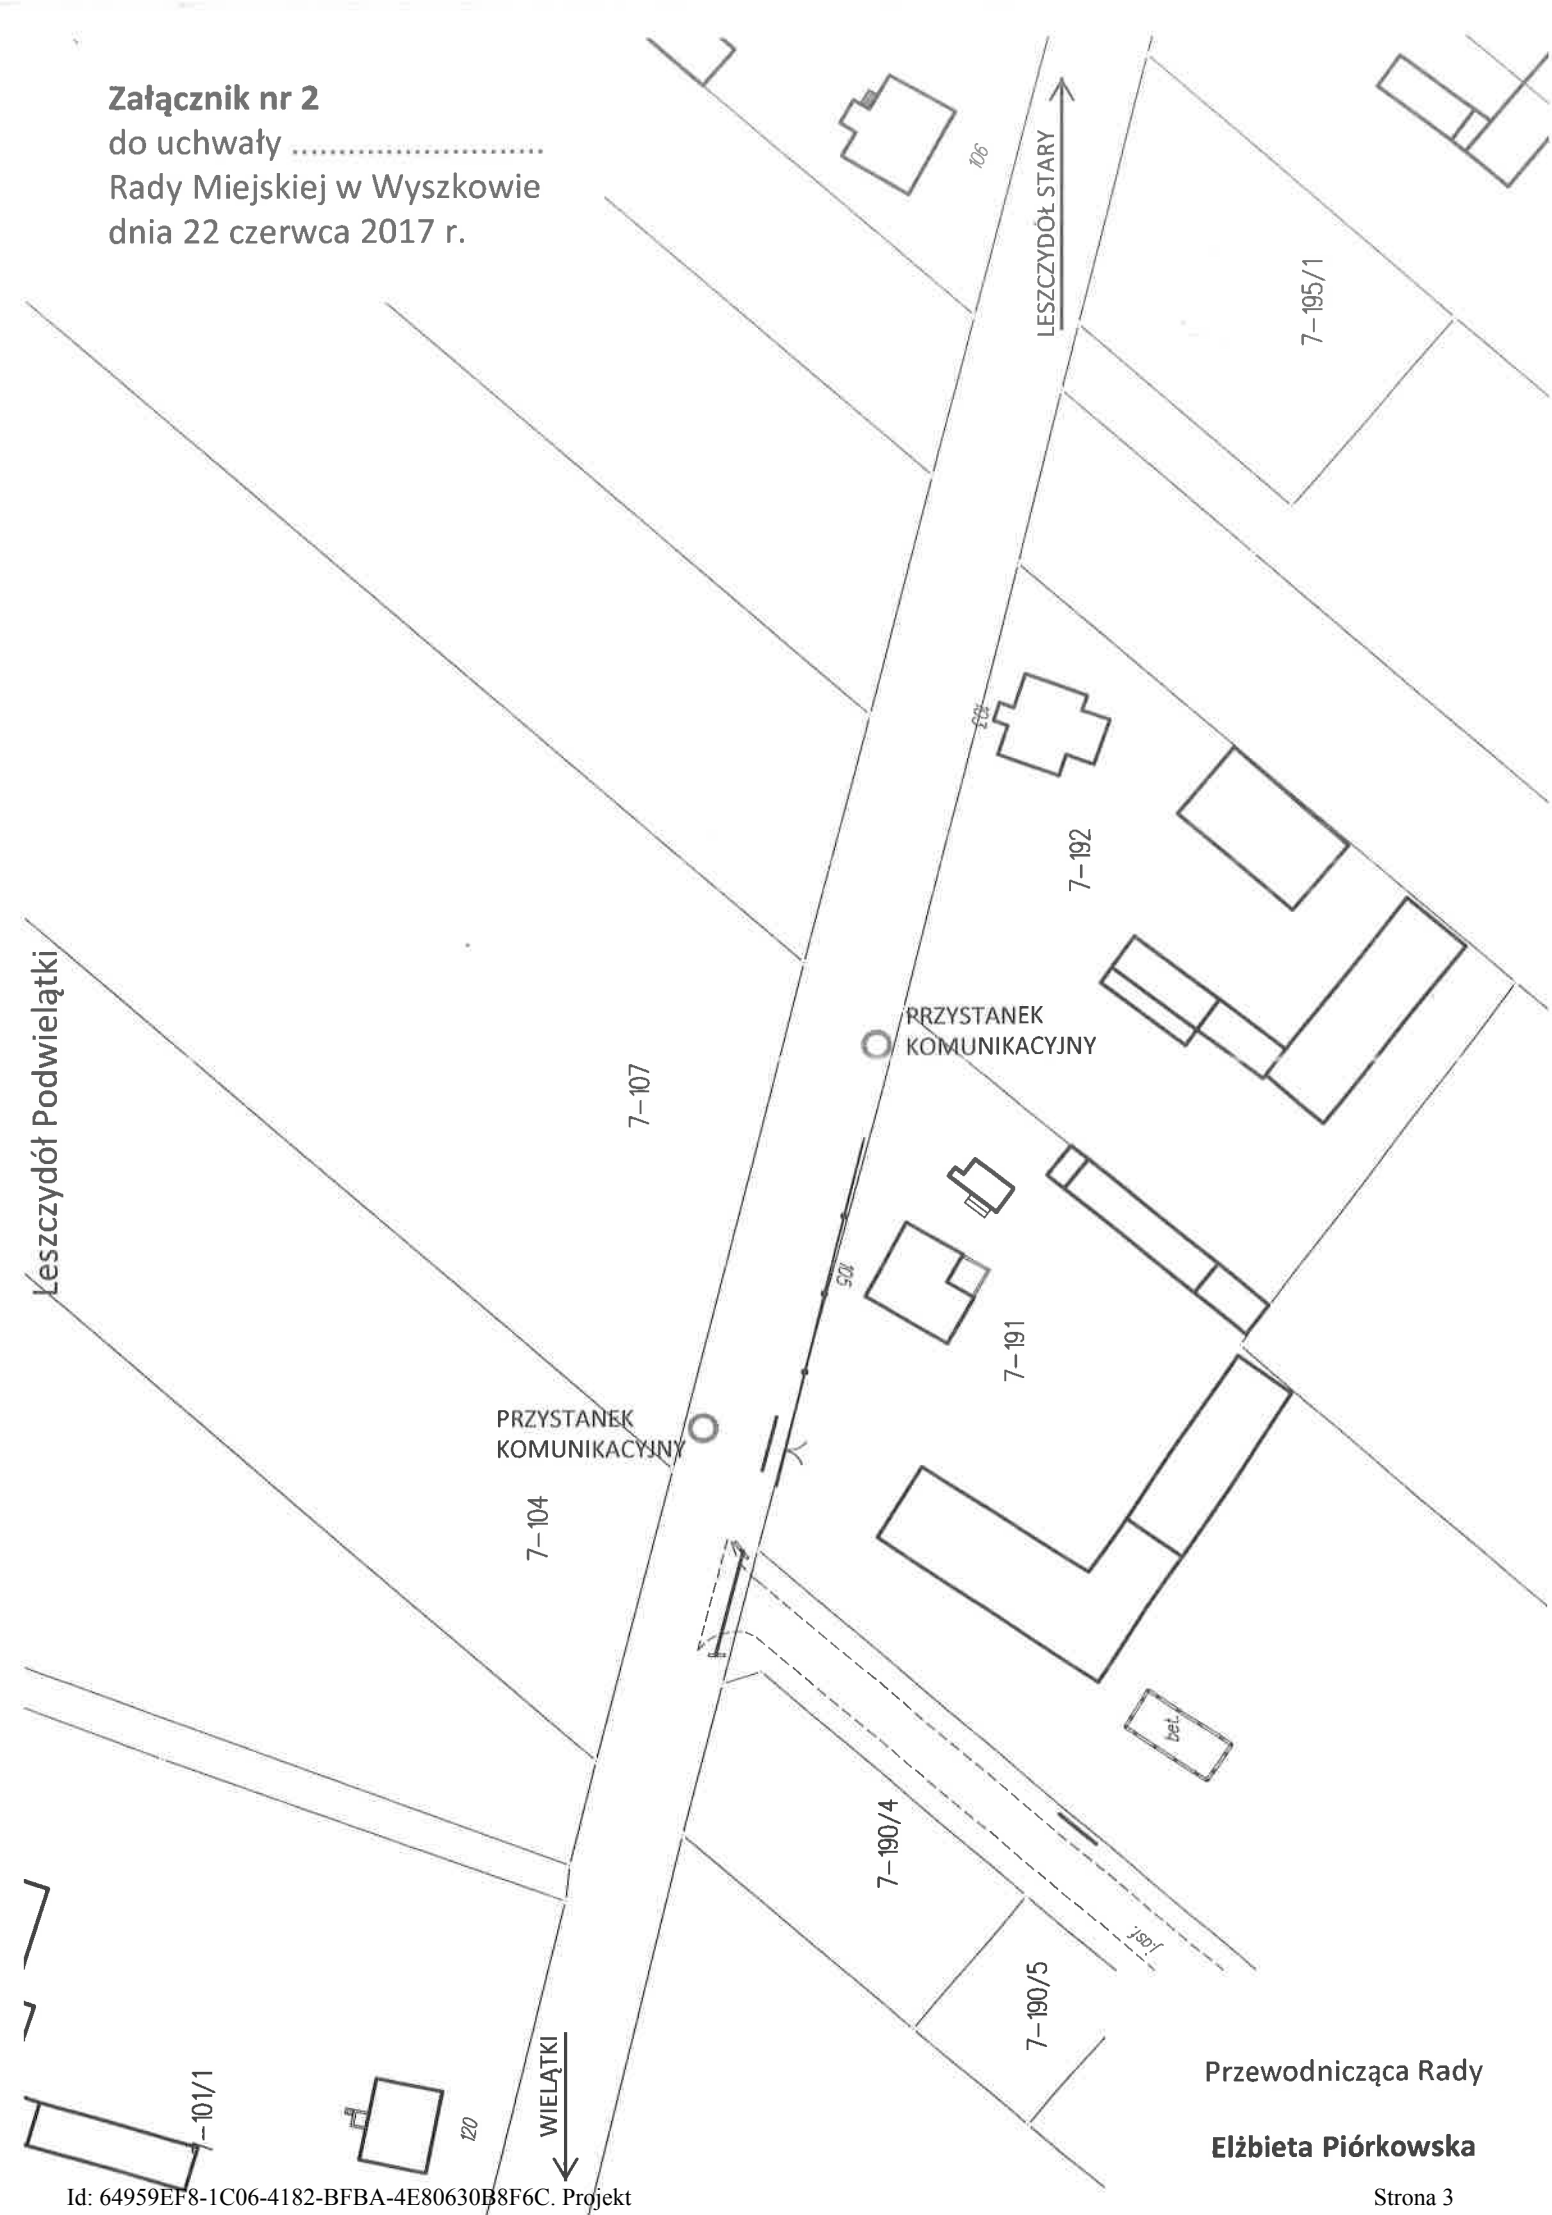 Załącznik nr 2
do uchwały ............................
Rady Miejskiej w Wyszkowie
dnia 22 czerwca 2017 r.
106
LESZCZYDÓŁ STARY
7-195/1
103
7-192
Leszczydół Podwielątki
PRZYSTANEK
KOMUNIKACYJNY
7-107
105
7-191
PRZYSTANEK
KOMUNIKACYJNY
7-104
bet.
7-190/4
jasf.
7-190/5
WIELĄTKI
-101/1
120
Przewodnicząca Rady
Elżbieta Piórkowska
Id: 64959EF8-1C06-4182-BFBA-4E80630B8F6C. Projekt
Strona 3